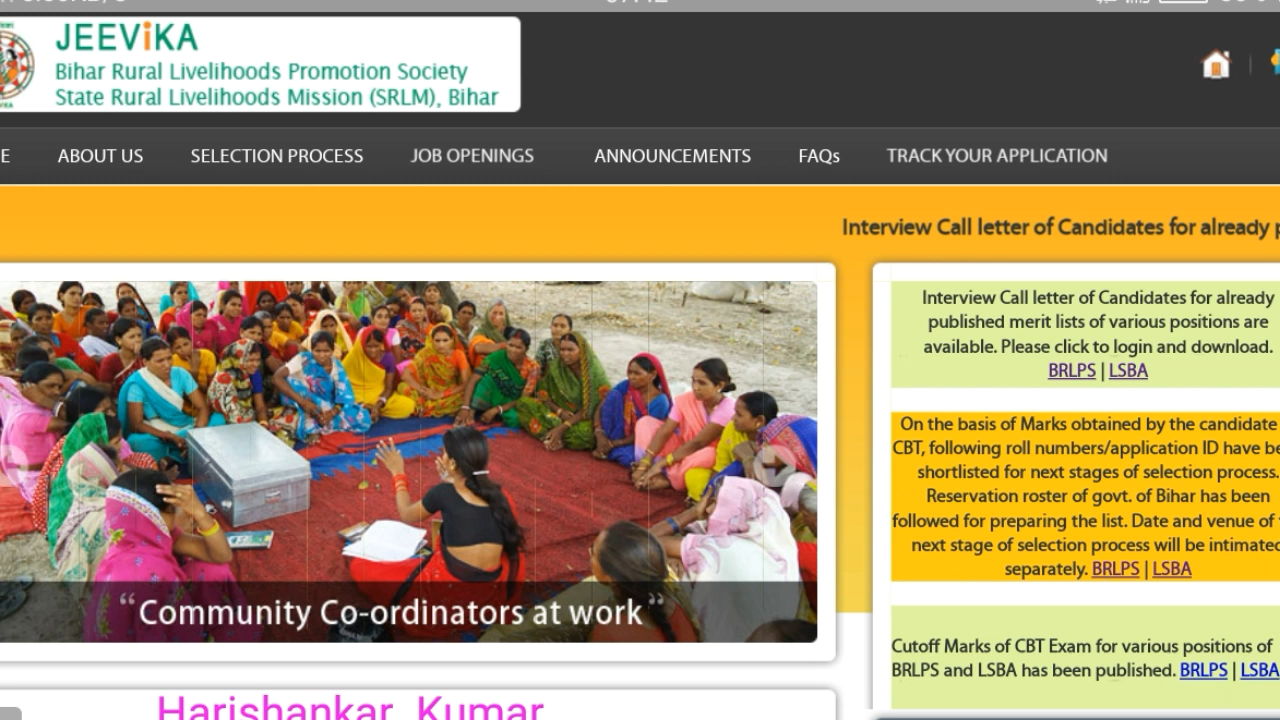 JEEViKA
Bihar Rural Livelihoods Promotion Society
State Rural Livelihoods Mission (SRLM), Bihar
E ABOUT US SELECTION PROCESS JOB OPENINGS ANNOUNCEMENTS FAQs TRACK YOUR APPLICATION
Interview Call letter of Candidates for already p
Interview Call letter of Candidates for already
published merit lists of various positions are
available. Please click to login and download.
BRLPS | LSBA
On the basis of Marks obtained by the candidate
CBT, following roll numbers/application ID have be
shortlisted for next stages of selection process.
Reservation roster of govt. of Bihar has been
followed for preparing the list. Date and venue of
next stage of selection process will be intimated
separately. BRLPS | LSBA
Cutoff Marks of CBT Exam for various positions of
BRLPS and LSBA has been published. BRLPS | LSBA
“Community Co-ordinators at work”
Harishankar Kumar